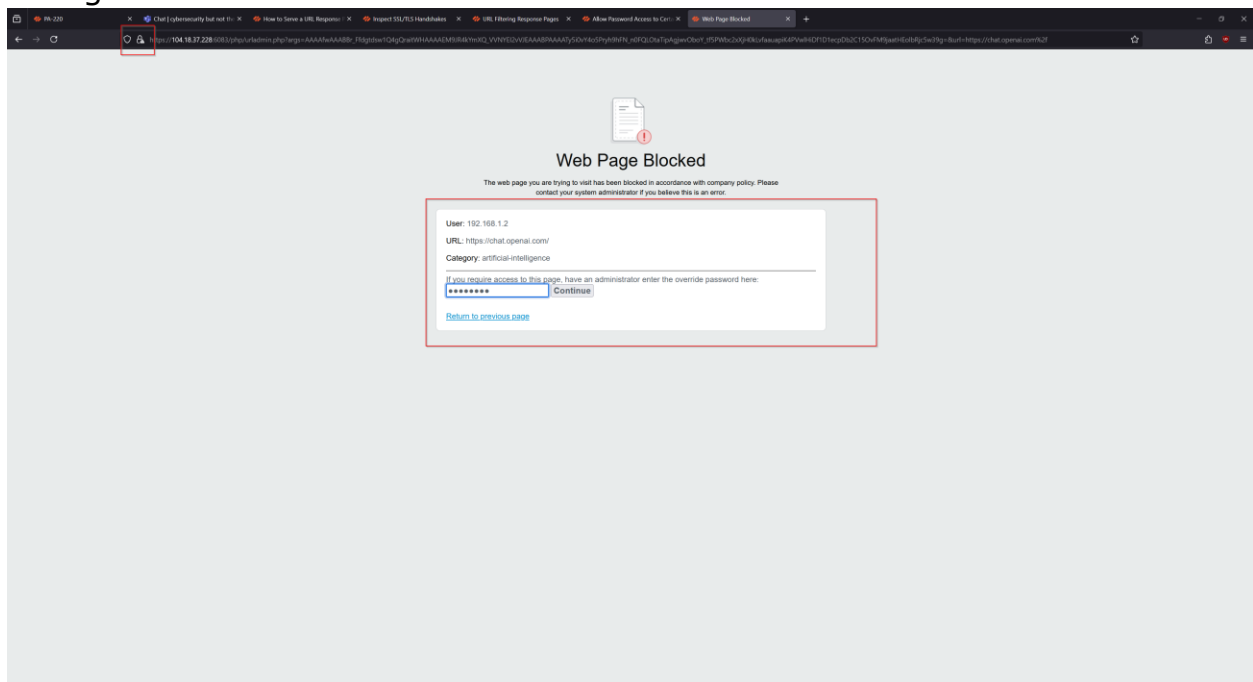 PA-220
Chat | cybersecurity but not the
How to Serve a URL Response
Inspect SSL/TLS Handshakes
URL Filtering Response Pages
Allow Password Access to Certa
Web Page Blocked
Web Page Blocked
The web page you are trying to visit has been blocked in accordance with company policy. Please
contact your system administrator if you believe this is an error.
User: 192.168.1.2
URL: https://chat.openai.com/
Category: artificial-intelligence
If you require access to this page, have an administrator enter the override password here:
•••••••• Continue
Return to previous page